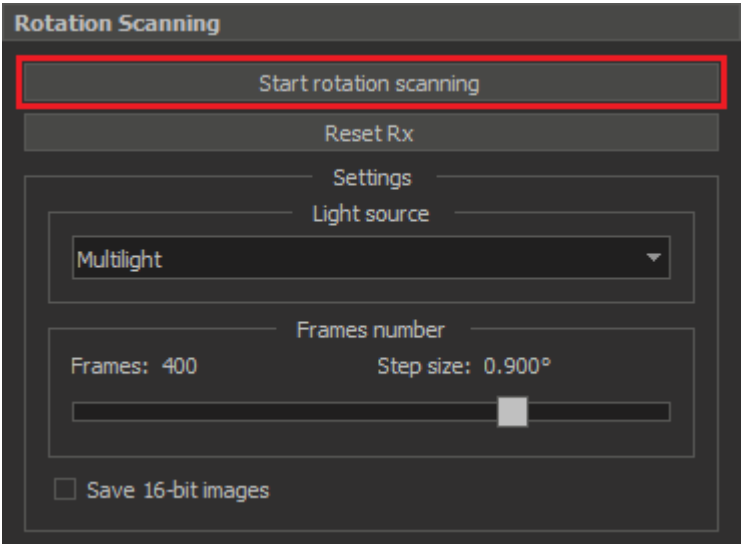 Rotation Scanning
Start rotation scanning
Reset Rx
Settings
Light source
Multilight
Frames number
Frames: 400 Step size: 0.900°
Save 16-bit images